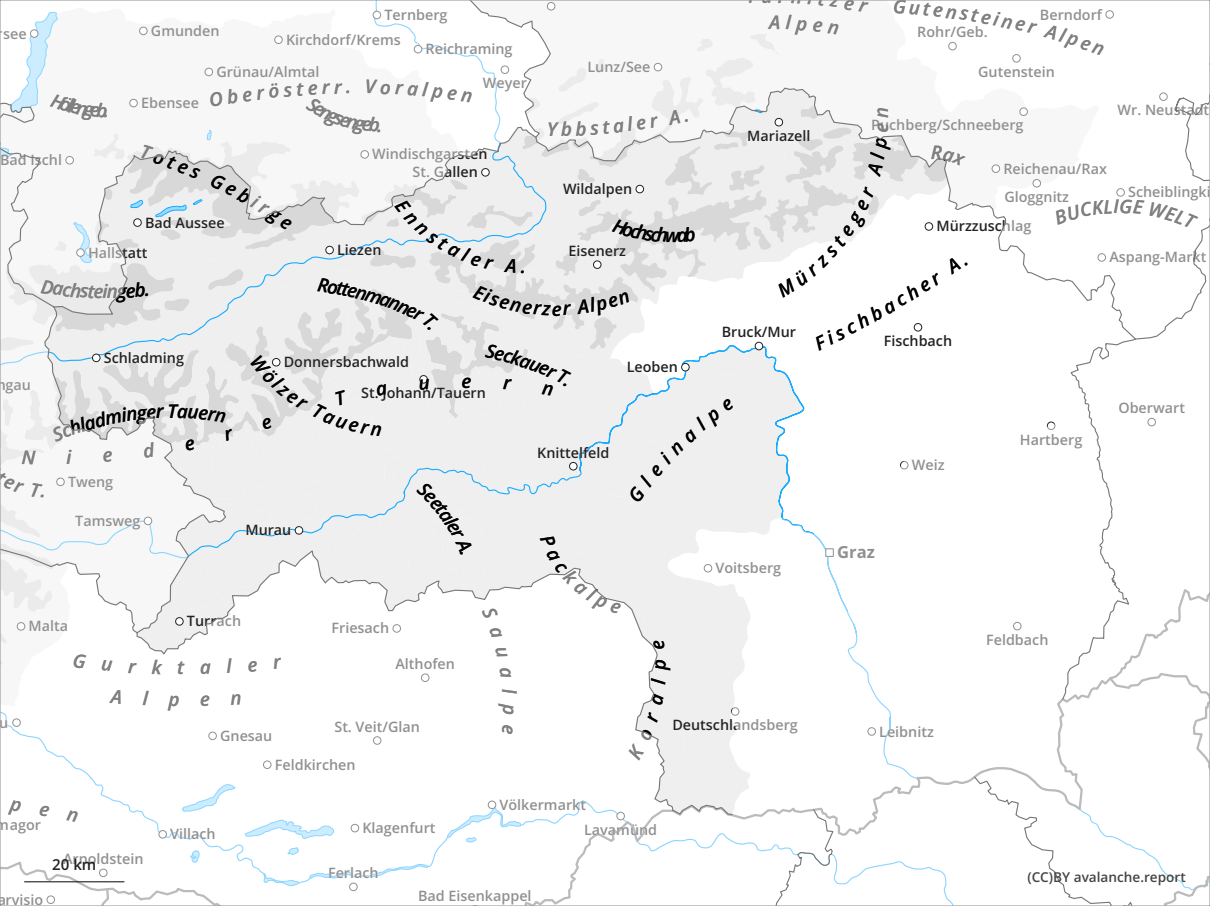 Ternberg
Gutensteiner Alpen
Berndorf
Gmunden
Kirchdorf/Krems
Reichraming
Alpen
Rohr/Geb.
Grünau/Almtal
Weyer
Lunz/See
Gutenstein
Oberösterr. Voralpen
Ebensee
Höllengeb.
Sengsengeb.
Ybbstaler A.
Mariazell
Puchberg/Schneeberg
Wr. Neustadt
Bad Ischl
Totes Gebirge
Windischgarsten
St. Gallen
Wildalpen
Rax
Reichenau/Rax
Gloggnitz
Scheiblingki
BUCKLIGE WELT
Bad Aussee
Ennstaler A.
Hochschwab
Mürzsteger Alpen
Mürzzuschlag
Hallstatt
Liezen
Eisenerz
Aspang-Markt
Dachsteingeb.
Rottenmanner T.
Eisenerzer Alpen
Fischbacher A.
Bruck/Mur
Fischbach
Schladming
Donnersbachwald
Seckauer T.
Leoben
St. Johann/Tauern
Wölzer Tauern
Schladminger Tauern
Niedere Tauern
Gleinalpe
Oberwart
Hartberg
Knittelfeld
Weiz
Tweng
Tamsweg
Murau
Seetaler A.
Packalpe
Graz
Voitsberg
Malta
Turrach
Friesach
Saualpe
Feldbach
Gurktaler
Alpen
Althofen
Koralpe
Deutschlandsberg
Leibnitz
Gnesau
St. Veit/Glan
Feldkirchen
Völkermarkt
Villach
Klagenfurt
Lavamünd
Arnoldstein
20 km
Ferlach
Bad Eisenkappel
(CC)BY avalanche.report